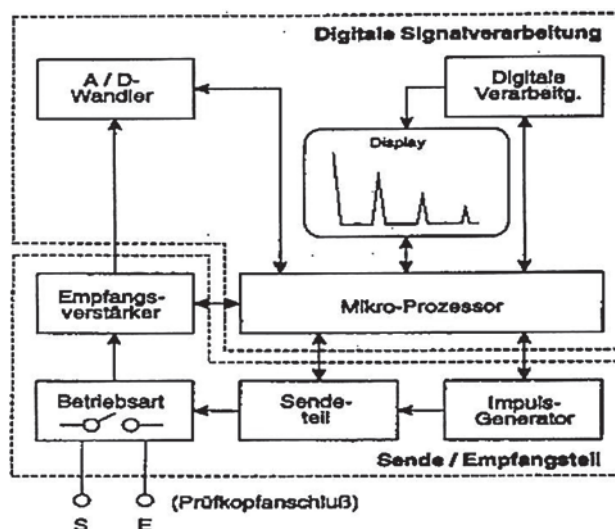 Digitale Signalverarbeitung
A / D-
Wandler
Digitale
Verarbeitg.
Display
Empfangs-
verstärker
Mikro-Prozessor
Betriebsart
Sende-
teil
Impuls-
Generator
Sende / Empfangsteil
(Prüfkopfanschluß)
S E